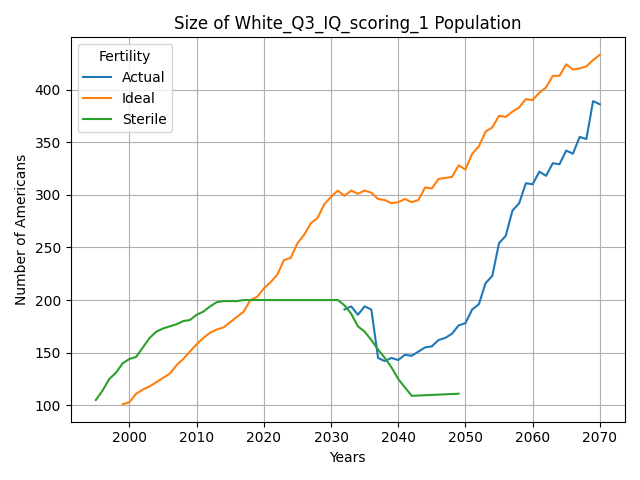 Size of White_Q3_IQ_scoring_1 Population
Fertility
Actual
Ideal
Sterile
Number of Americans
400
350
300
250
200
150
100
2000 2010 2020 2030 2040 2050 2060 2070
Years